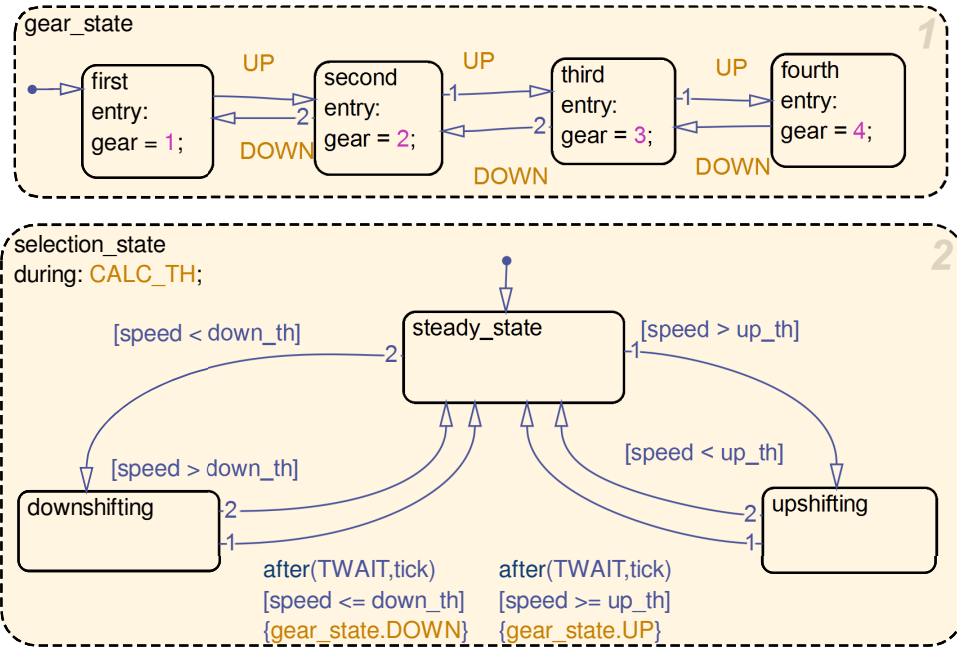 gear_state
1
first
entry:
gear = 1;
UP
second
entry:
gear = 2;
UP
third
entry:
gear = 3;
UP
fourth
entry:
gear = 4;
1
1
2
2
DOWN
DOWN
DOWN
selection_state
2
during: CALC_TH;
steady_state
[speed < down_th]
2
1
[speed > up_th]
[speed > down_th]
[speed < up_th]
downshifting
2
1
upshifting
2
1
after(TWAIT,tick)
[speed <= down_th]
{gear_state.DOWN}
after(TWAIT,tick)
[speed >= up_th]
{gear_state.UP}